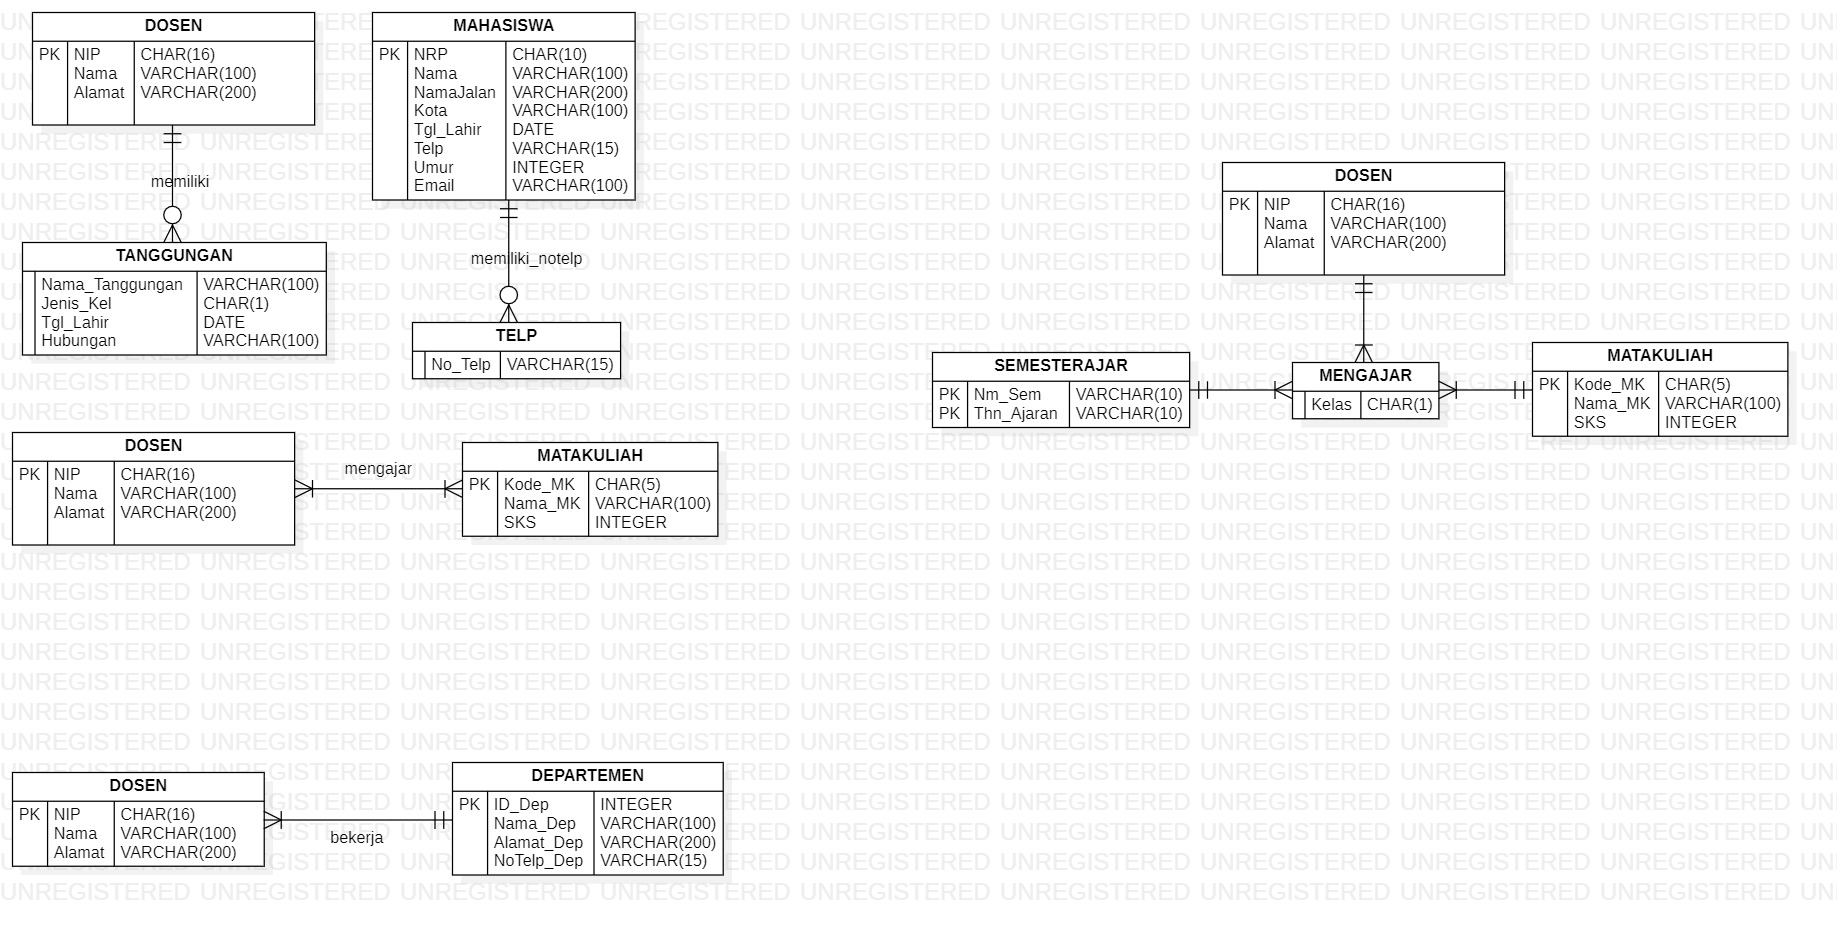 DOSEN
PK NIP CHAR(16)
Nama VARCHAR(100)
Alamat VARCHAR(200)
memiliki
TANGGUNGAN
Nama_Tanggungan VARCHAR(100)
Jenis_Kel CHAR(1)
Tgl_Lahir DATE
Hubungan VARCHAR(100)
MAHASISWA
PK NRP CHAR(10)
Nama VARCHAR(100)
NamaJalan VARCHAR(200)
Kota VARCHAR(100)
Tgl_Lahir DATE
Telp VARCHAR(15)
Umur INTEGER
Email VARCHAR(100)
memiliki_notelp
TELP
No_Telp VARCHAR(15)
DOSEN
PK NIP CHAR(16)
Nama VARCHAR(100)
Alamat VARCHAR(200)
SEMESTERAJAR
PK Nm_Sem VARCHAR(10)
PK Thn_Ajaran VARCHAR(10)
MENGAJAR
Kelas CHAR(1)
MATAKULIAH
PK Kode_MK CHAR(5)
Nama_MK VARCHAR(100)
SKS INTEGER
DOSEN
PK NIP CHAR(16)
Nama VARCHAR(100)
Alamat VARCHAR(200)
mengajar
MATAKULIAH
PK Kode_MK CHAR(5)
Nama_MK VARCHAR(100)
SKS INTEGER
DOSEN
PK NIP CHAR(16)
Nama VARCHAR(100)
Alamat VARCHAR(200)
bekerja
DEPARTEMEN
PK ID_Dep INTEGER
Nama_Dep VARCHAR(100)
Alamat_Dep VARCHAR(200)
NoTelp_Dep VARCHAR(15)
UNREGISTERED